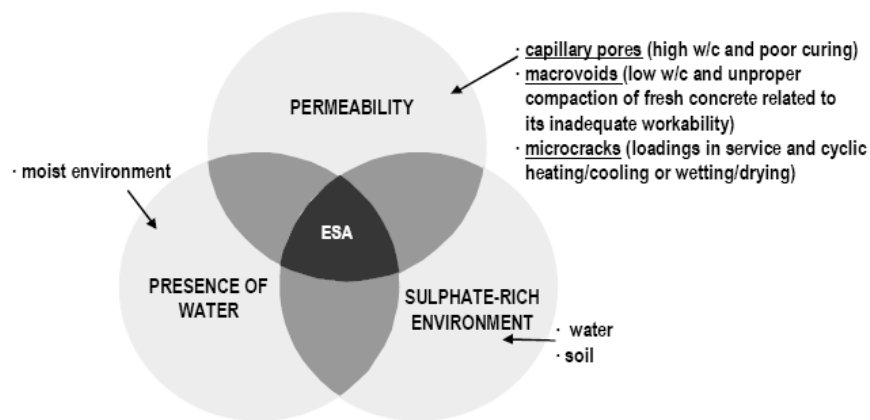 · capillary pores (high w/c and poor curing)
· macrovoids (low w/c and unproper
compaction of fresh concrete related to
its inadequate workability)
· microcracks (loadings in service and cyclic
heating/cooling or wetting/drying)
PERMEABILITY
· moist environment
ESA
PRESENCE OF
WATER
SULPHATE-RICH
ENVIRONMENT
· water
· soil